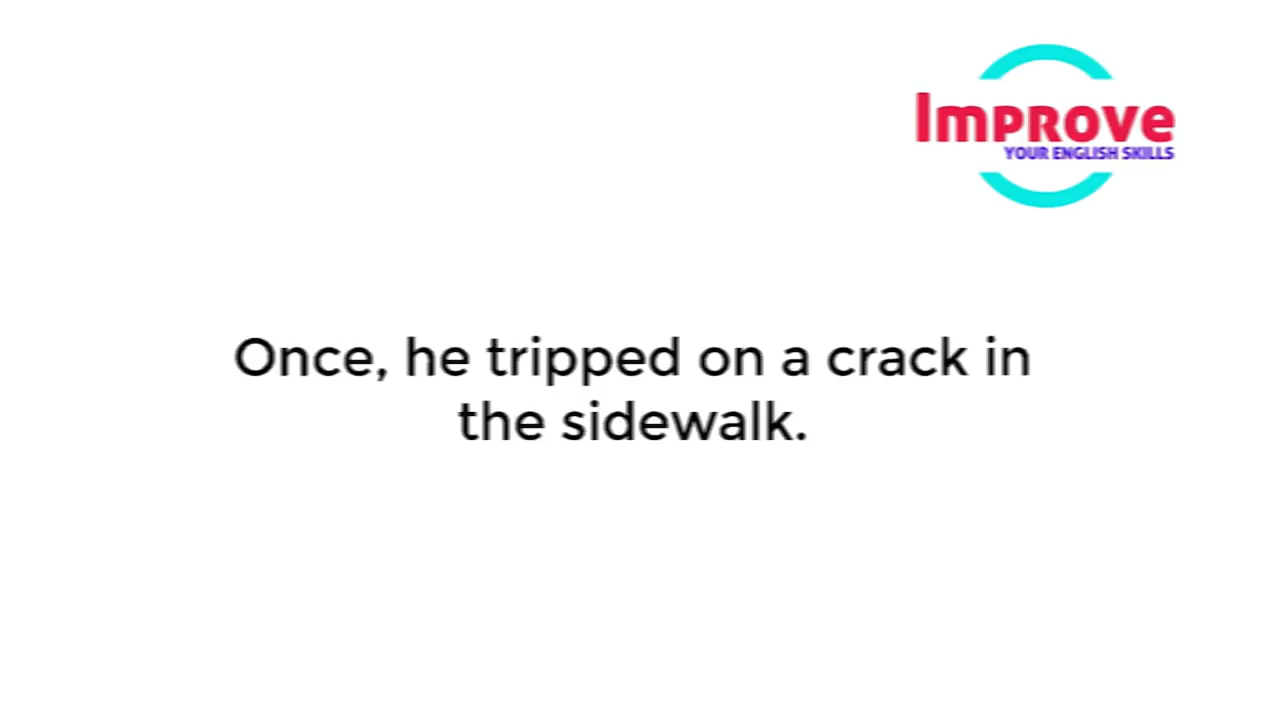 Improve
YOUR ENGLISH SKILLS
Once, he tripped on a crack in
the sidewalk.